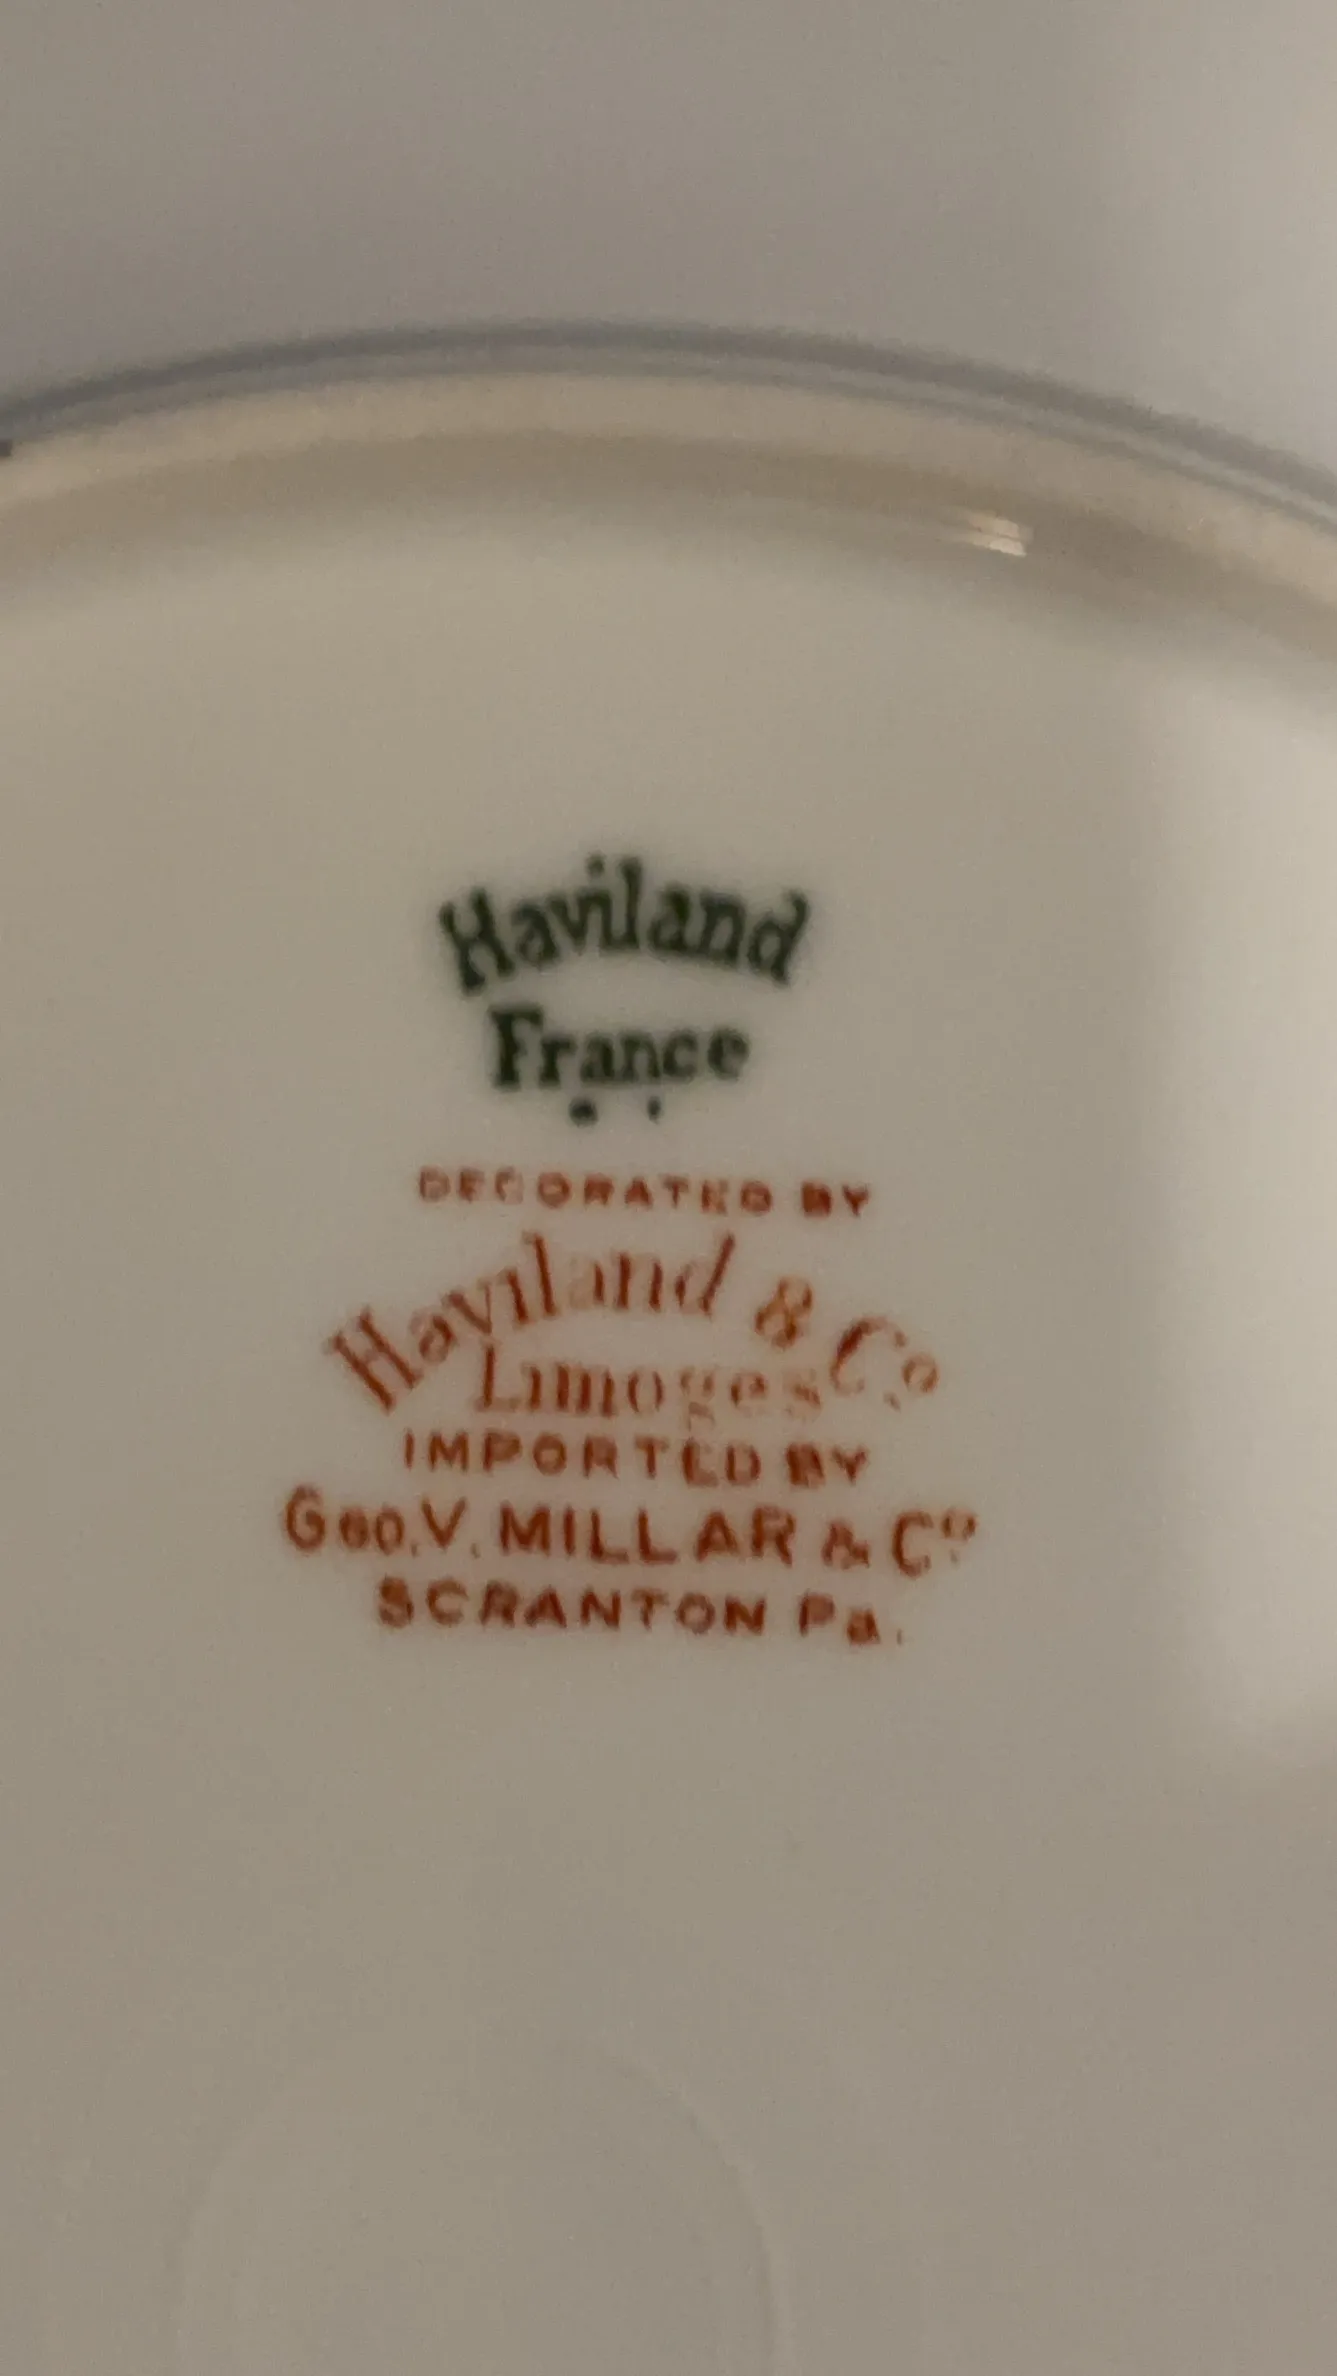 Haviland
France
DECORATED BY
Haviland & Co.
Limoges
IMPORTED BY
Geo. V. MILLAR & Co.
SCRANTON Pa.